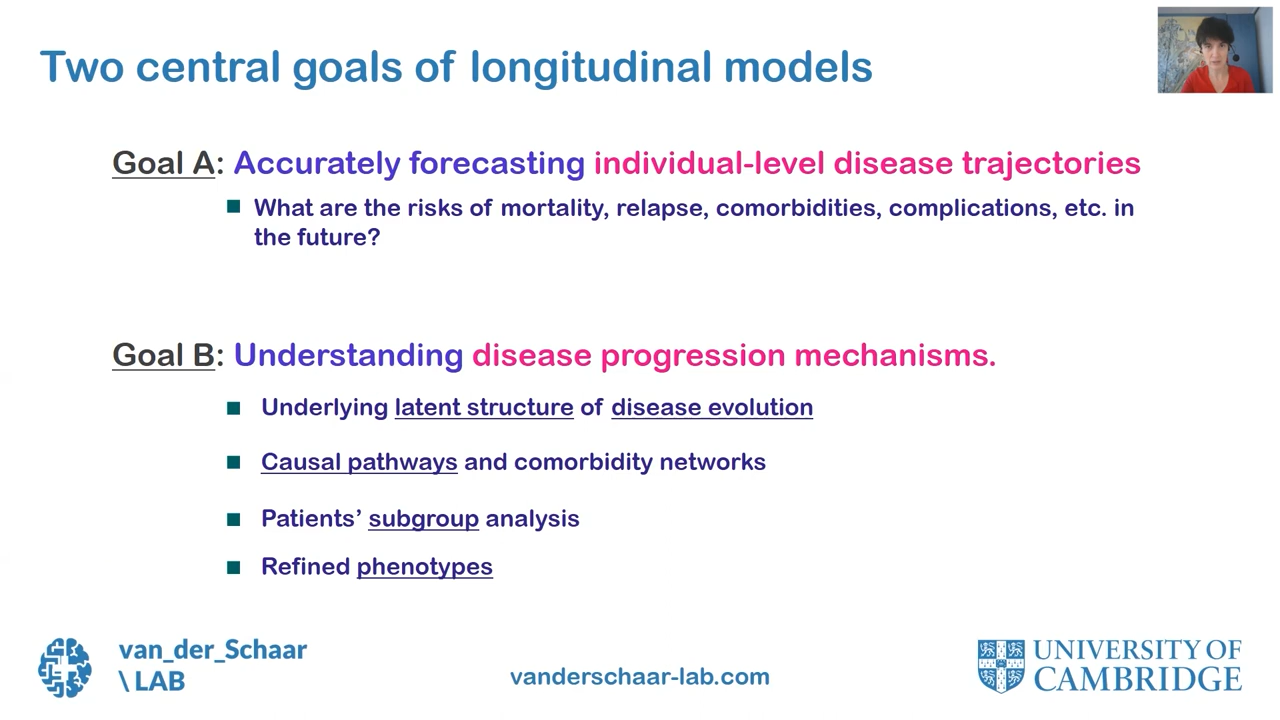 Two central goals of longitudinal models
Goal A: Accurately forecasting individual-level disease trajectories
■ What are the risks of mortality, relapse, comorbidities, complications, etc. in
the future?
Goal B: Understanding disease progression mechanisms.
■ Underlying latent structure of disease evolution
■ Causal pathways and comorbidity networks
■ Patients’ subgroup analysis
■ Refined phenotypes
van_der_Schaar
\ LAB
vanderschaar-lab.com
UNIVERSITY OF
CAMBRIDGE